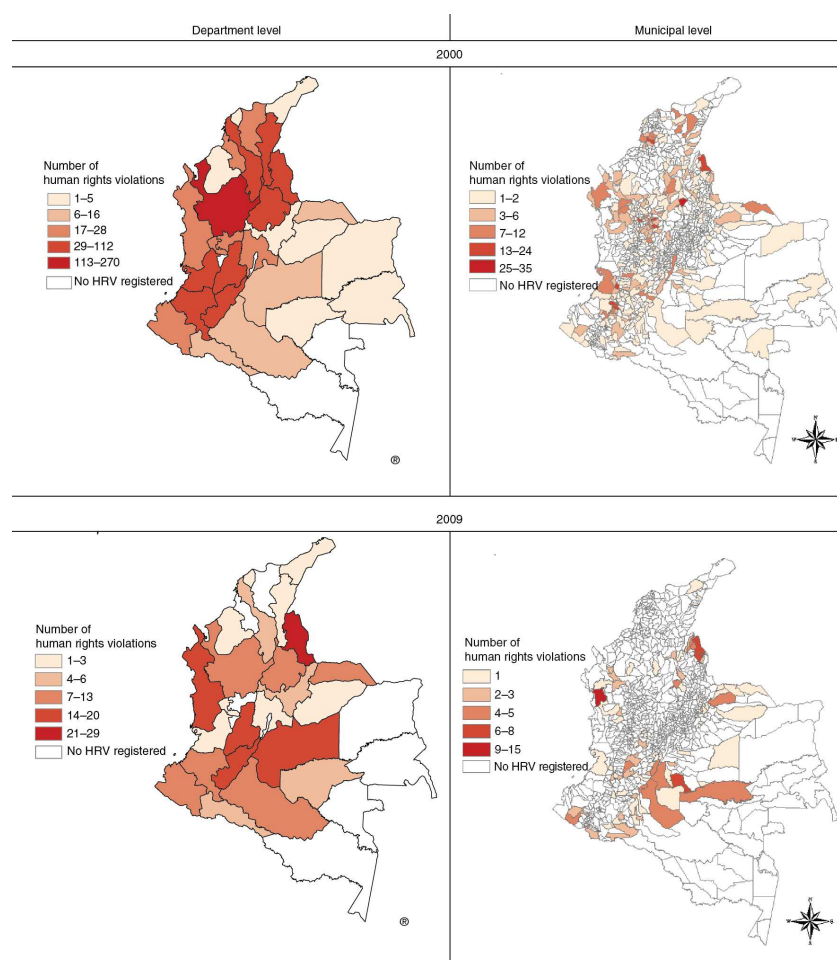 Department level
Municipal level
2000
Number of
human rights violations
1–5
6–16
17–28
29–112
113–270
No HRV registered
®
Number of
human rights violations
1–2
3–6
7–12
13–24
25–35
No HRV registered
N
W
E
S
2009
Number of
human rights violations
1–3
4–6
7–13
14–20
21–29
No HRV registered
®
Number of
human rights violations
1
2–3
4–5
6–8
9–15
No HRV registered
N
W
E
S